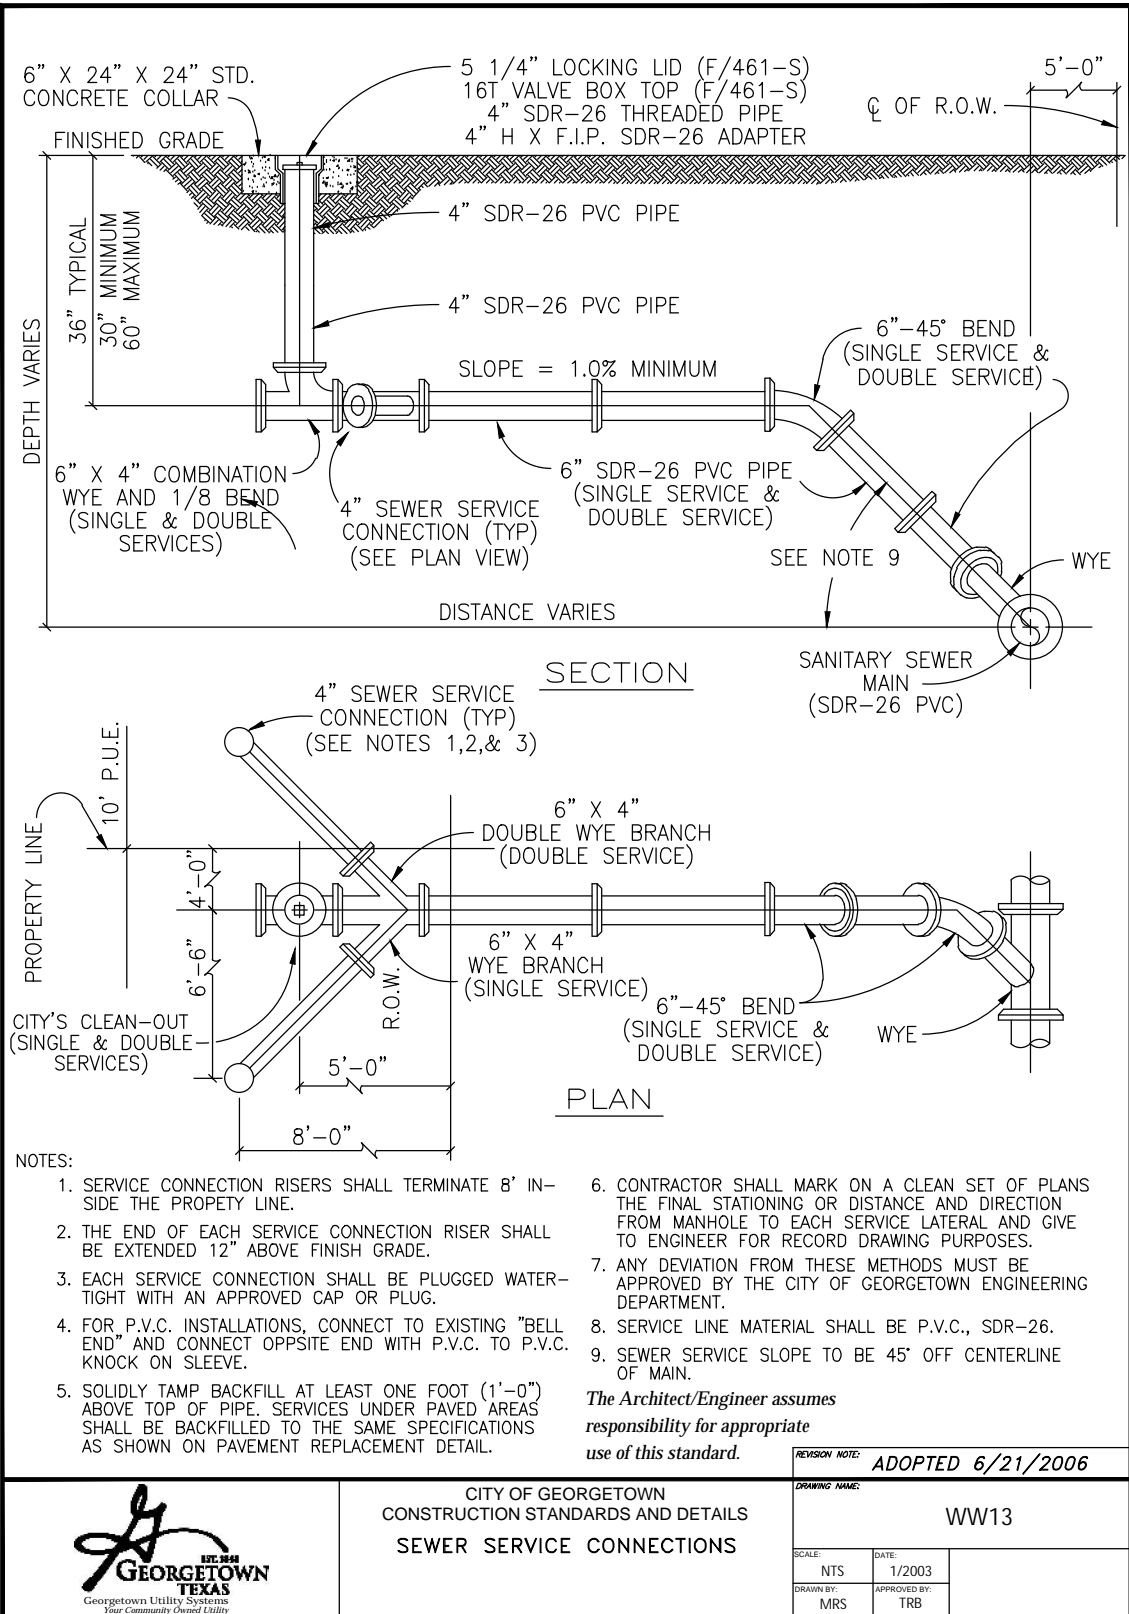 6" X 24" X 24" STD.
CONCRETE COLLAR
5 1/4" LOCKING LID (F/461-S)
16T VALVE BOX TOP (F/461-S)
4" SDR-26 THREADED PIPE
4" H X F.I.P. SDR-26 ADAPTER
5'-0"
℄ OF R.O.W.
FINISHED GRADE
4" SDR-26 PVC PIPE
36" TYPICAL
30" MINIMUM
60" MAXIMUM
DEPTH VARIES
4" SDR-26 PVC PIPE
6"-45° BEND
(SINGLE SERVICE &
DOUBLE SERVICE)
SLOPE = 1.0% MINIMUM
6" X 4" COMBINATION
WYE AND 1/8 BEND
(SINGLE & DOUBLE
SERVICES)
4" SEWER SERVICE
CONNECTION (TYP)
(SEE PLAN VIEW)
6" SDR-26 PVC PIPE
(SINGLE SERVICE &
DOUBLE SERVICE)
SEE NOTE 9
WYE
DISTANCE VARIES
SANITARY SEWER
MAIN
(SDR-26 PVC)
SECTION
4" SEWER SERVICE
CONNECTION (TYP)
(SEE NOTES 1,2,& 3)
10' P.U.E.
PROPERTY LINE
6" X 4"
DOUBLE WYE BRANCH
(DOUBLE SERVICE)
4'-0"
6'-6"
6" X 4"
WYE BRANCH
(SINGLE SERVICE)
R.O.W.
6"-45° BEND
(SINGLE SERVICE &
DOUBLE SERVICE)
WYE
CITY'S CLEAN-OUT
(SINGLE & DOUBLE
SERVICES)
5'-0"
8'-0"
PLAN
NOTES:
1. SERVICE CONNECTION RISERS SHALL TERMINATE 8' IN-
SIDE THE PROPETY LINE.
2. THE END OF EACH SERVICE CONNECTION RISER SHALL
BE EXTENDED 12" ABOVE FINISH GRADE.
3. EACH SERVICE CONNECTION SHALL BE PLUGGED WATER-
TIGHT WITH AN APPROVED CAP OR PLUG.
4. FOR P.V.C. INSTALLATIONS, CONNECT TO EXISTING "BELL
END" AND CONNECT OPPSITE END WITH P.V.C. TO P.V.C.
KNOCK ON SLEEVE.
5. SOLIDLY TAMP BACKFILL AT LEAST ONE FOOT (1'-0")
ABOVE TOP OF PIPE. SERVICES UNDER PAVED AREAS
SHALL BE BACKFILLED TO THE SAME SPECIFICATIONS
AS SHOWN ON PAVEMENT REPLACEMENT DETAIL.
6. CONTRACTOR SHALL MARK ON A CLEAN SET OF PLANS
THE FINAL STATIONING OR DISTANCE AND DIRECTION
FROM MANHOLE TO EACH SERVICE LATERAL AND GIVE
TO ENGINEER FOR RECORD DRAWING PURPOSES.
7. ANY DEVIATION FROM THESE METHODS MUST BE
APPROVED BY THE CITY OF GEORGETOWN ENGINEERING
DEPARTMENT.
8. SERVICE LINE MATERIAL SHALL BE P.V.C., SDR-26.
9. SEWER SERVICE SLOPE TO BE 45° OFF CENTERLINE
OF MAIN.
The Architect/Engineer assumes
responsibility for appropriate
use of this standard.
REVISION NOTE: ADOPTED 6/21/2006
G
EST. 1848
GEORGETOWN
TEXAS
Georgetown Utility Systems
Your Community Owned Utility
CITY OF GEORGETOWN
CONSTRUCTION STANDARDS AND DETAILS
SEWER SERVICE CONNECTIONS
DRAWING NAME:
WW13
SCALE:
NTS
DATE:
1/2003
DRAWN BY:
MRS
APPROVED BY:
TRB